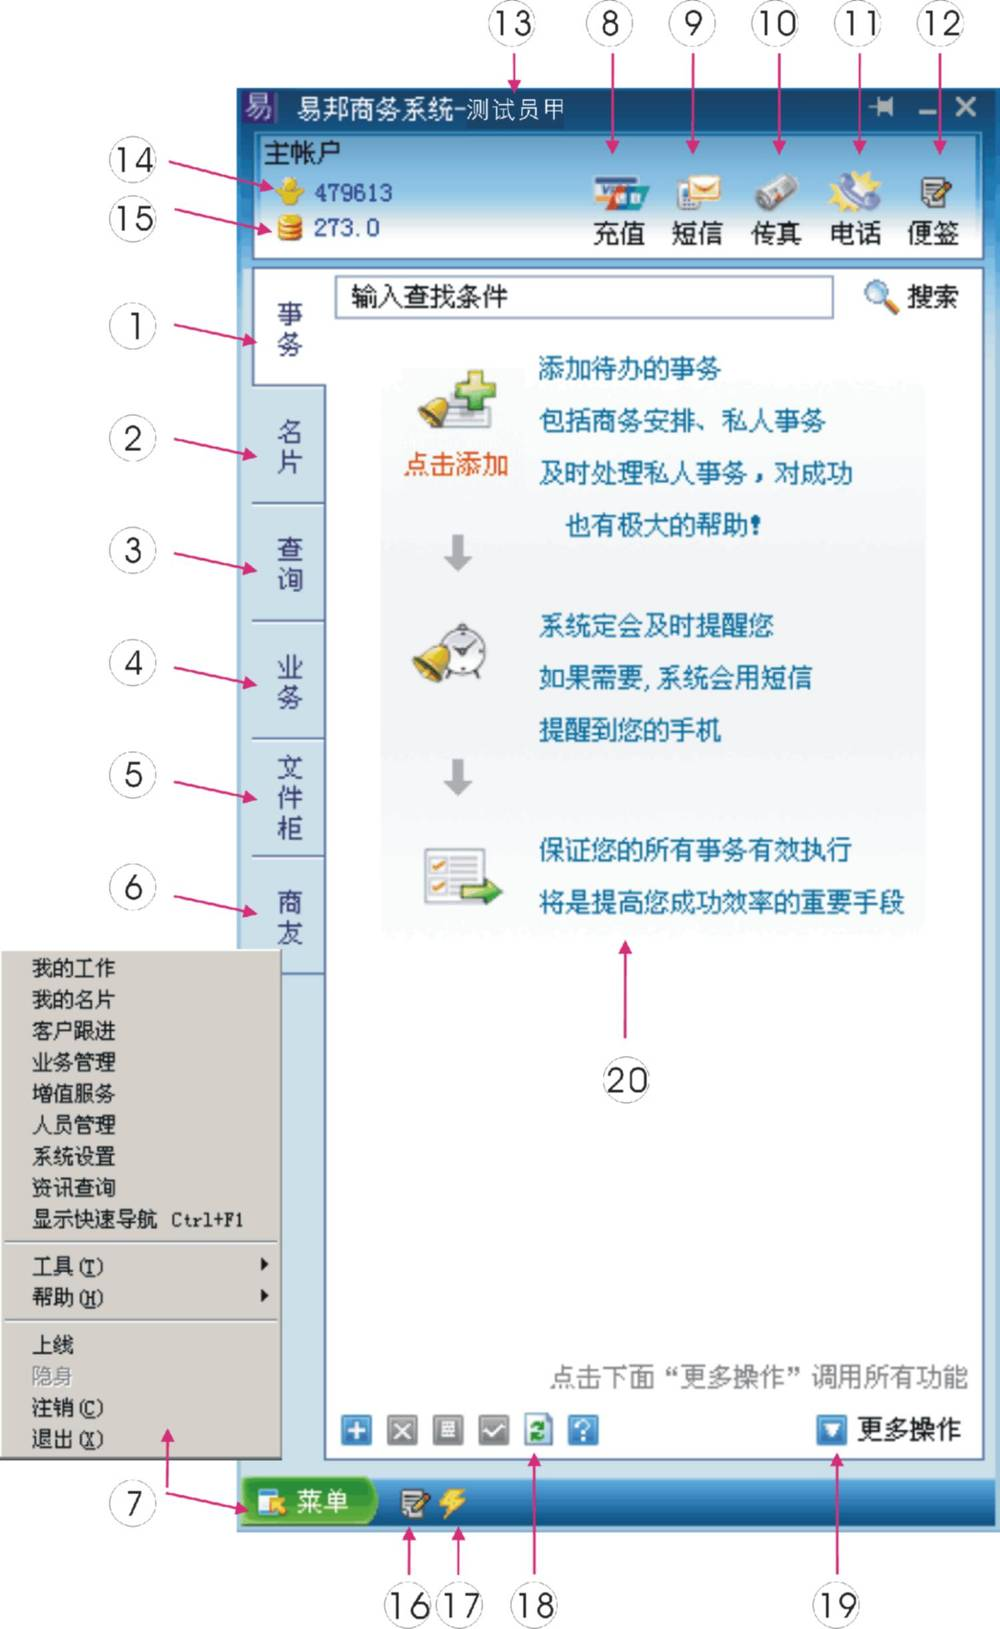 13 8 9 10 11 12
易 易邦商务系统-测试员甲
主帐户
14 479613
15 273.0
充值 短信 传真 电话 便签
输入查找条件 搜索
1 事务
2 名片
3 查询
4 业务
5 文件柜
6 商友
添加待办的事务
包括商务安排、私人事务
点击添加
及时处理私人事务，对成功
也有极大的帮助！
系统定会及时提醒您
如果需要,系统会用短信
提醒到您的手机
保证您的所有事务有效执行
将是提高您成功效率的重要手段
20
我的工作
我的名片
客户跟进
业务管理
增值服务
人员管理
系统设置
资讯查询
显示快速导航 Ctrl+F1
工具(T)
帮助(H)
上线
隐身
注销(C)
退出(X)
点击下面“更多操作”调用所有功能
更多操作
7 菜单
16 17 18 19